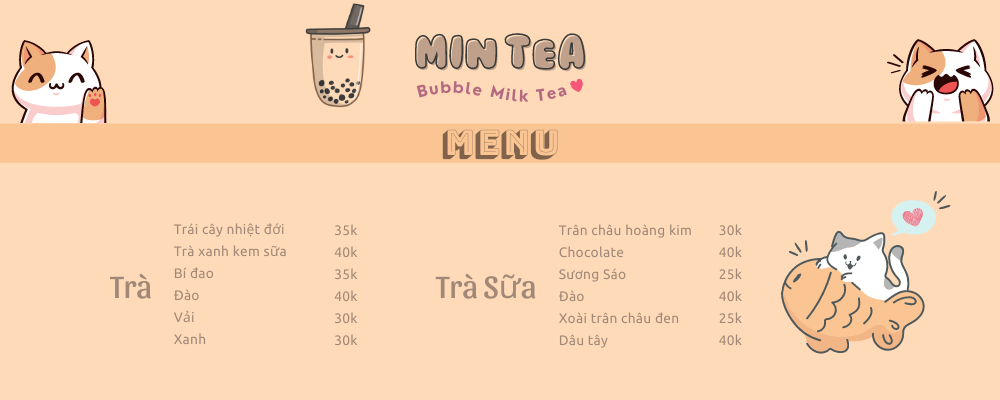 MIN TEA
Bubble Milk Tea
MENU
Trà
Trái cây nhiệt đới 35k
Trà xanh kem sữa 40k
Bí đao 35k
Đào 40k
Vải 30k
Xanh 30k
Trà Sữa
Trân châu hoàng kim 30k
Chocolate 40k
Sương Sáo 25k
Đào 40k
Xoài trân châu đen 25k
Dâu tây 40k